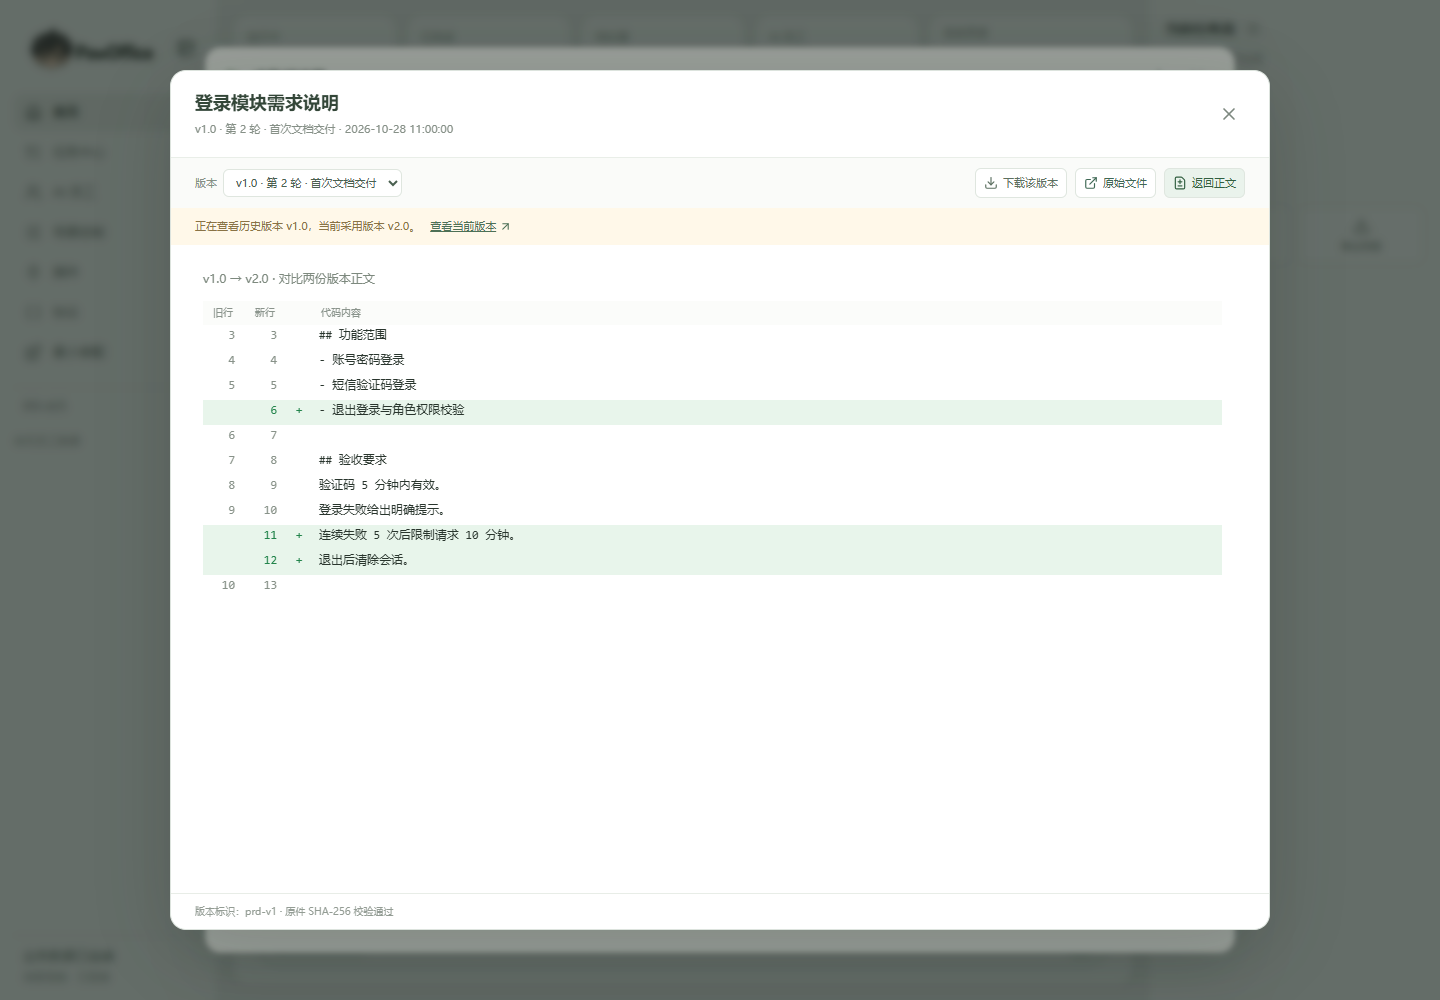 登录模块需求说明
v1.0 · 第 2 轮 · 首次文档交付 · 2026-10-28 11:00:00
版本 v1.0 · 第 2 轮 · 首次文档交付 下载该版本 原始文件 返回正文
正在查看历史版本 v1.0，当前采用版本 v2.0。 查看当前版本
v1.0 → v2.0 · 对比两份版本正文
旧行 新行 代码内容
3 3 ## 功能范围
4 4 - 账号密码登录
5 5 - 短信验证码登录
6 + - 退出登录与角色权限校验
6 7
7 8 ## 验收要求
8 9 验证码 5 分钟内有效。
9 10 登录失败给出明确提示。
11 + 连续失败 5 次后限制请求 10 分钟。
12 + 退出后清除会话。
10 13
版本标识：prd-v1 · 原件 SHA-256 校验通过